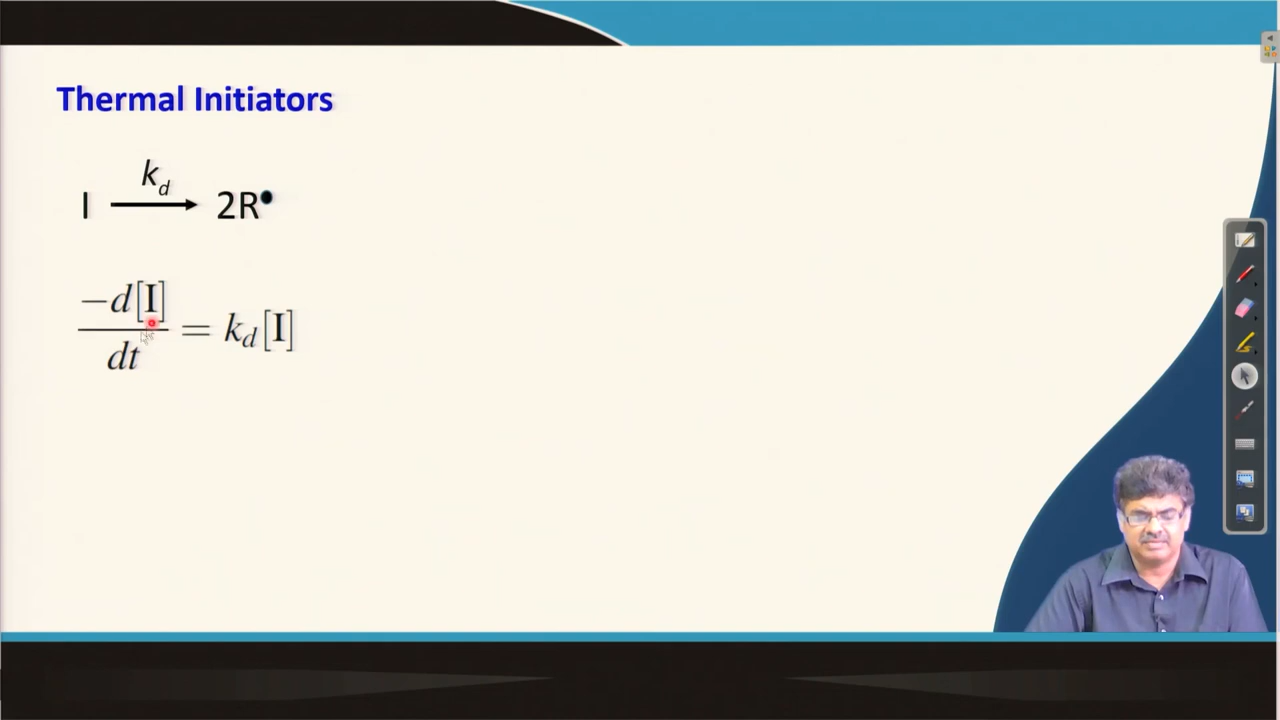 Thermal Initiators
k_d
I ⟶ 2R•
−d[I]
dt
= k_d[I]